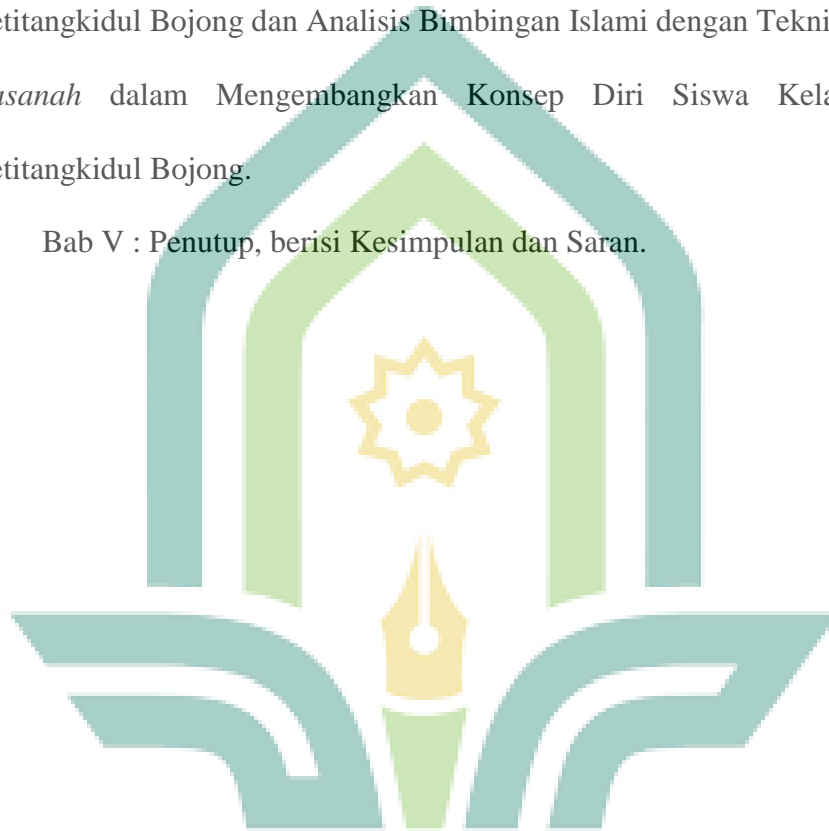 etitangkidul Bojong dan Analisis Bimbingan Islami dengan Tekni
asanah dalam Mengembangkan Konsep Diri Siswa Kela
etitangkidul Bojong.
Bab V : Penutup, berisi Kesimpulan dan Saran.